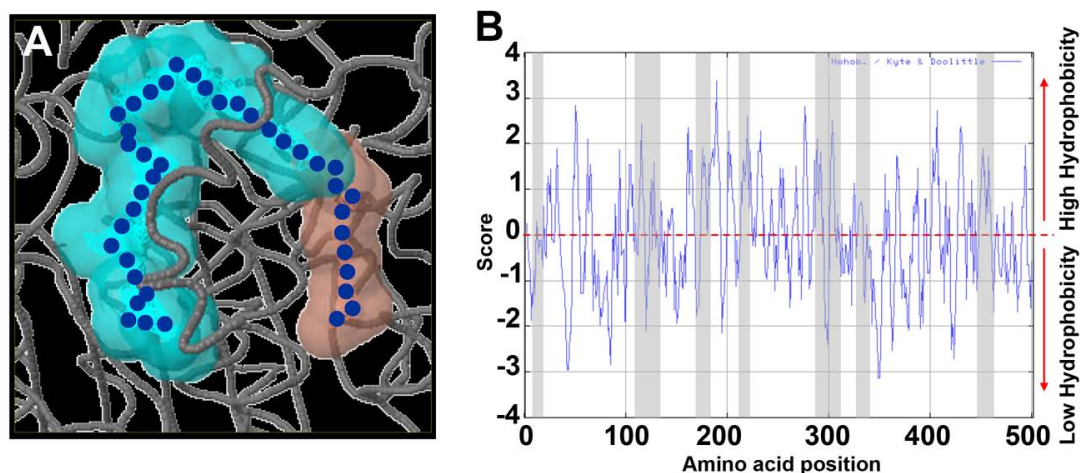 A
B
Hphob. / Kyte & Doolittle
4
3
2
1
0
-1
-2
-3
-4
Score
0
100
200
300
400
500
Amino acid position
High Hydrophobicity
Low Hydrophobicity